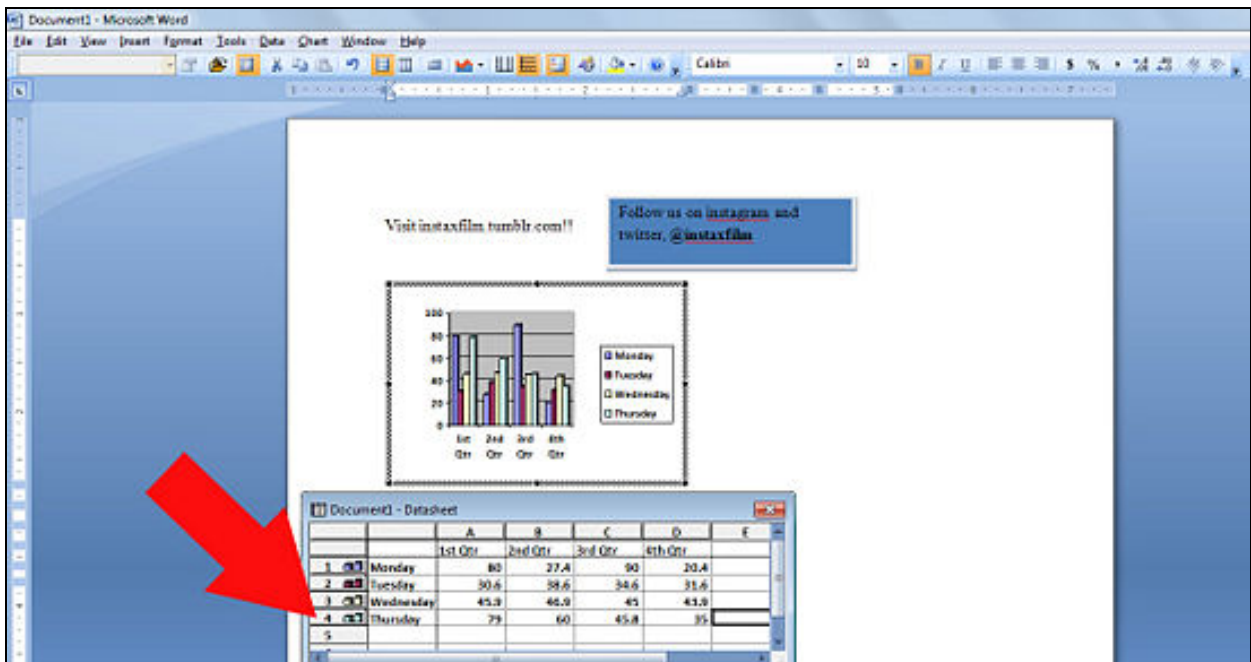 Document1 - Microsoft Word
File Edit View Insert Format Tools Data Chart Window Help
Calibri 10 B I U $ %
Visit instaxfilm.tumblr.com!!
Follow us on instagram and
twitter, @instaxfilm
100
80
60
40
20
0
1st Qtr 2nd Qtr 3rd Qtr 4th Qtr
Monday
Tuesday
Wednesday
Thursday
Document1 - Datasheet
A B C D E
1st Qtr 2nd Qtr 3rd Qtr 4th Qtr
1 Monday 80 27.4 90 20.4
2 Tuesday 30.6 38.6 34.6 31.6
3 Wednesday 45.9 46.9 45 43.9
4 Thursday 79 60 45.8 35
5